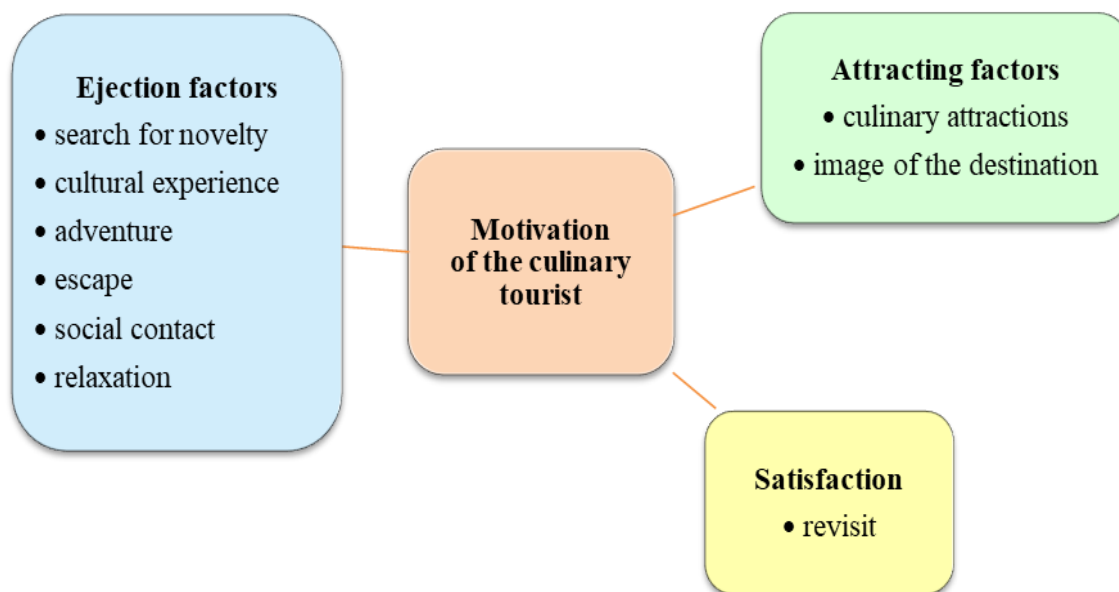 Ejection factors
• search for novelty
• cultural experience
• adventure
• escape
• social contact
• relaxation
Motivation
of the culinary
tourist
Attracting factors
• culinary attractions
• image of the destination
Satisfaction
• revisit